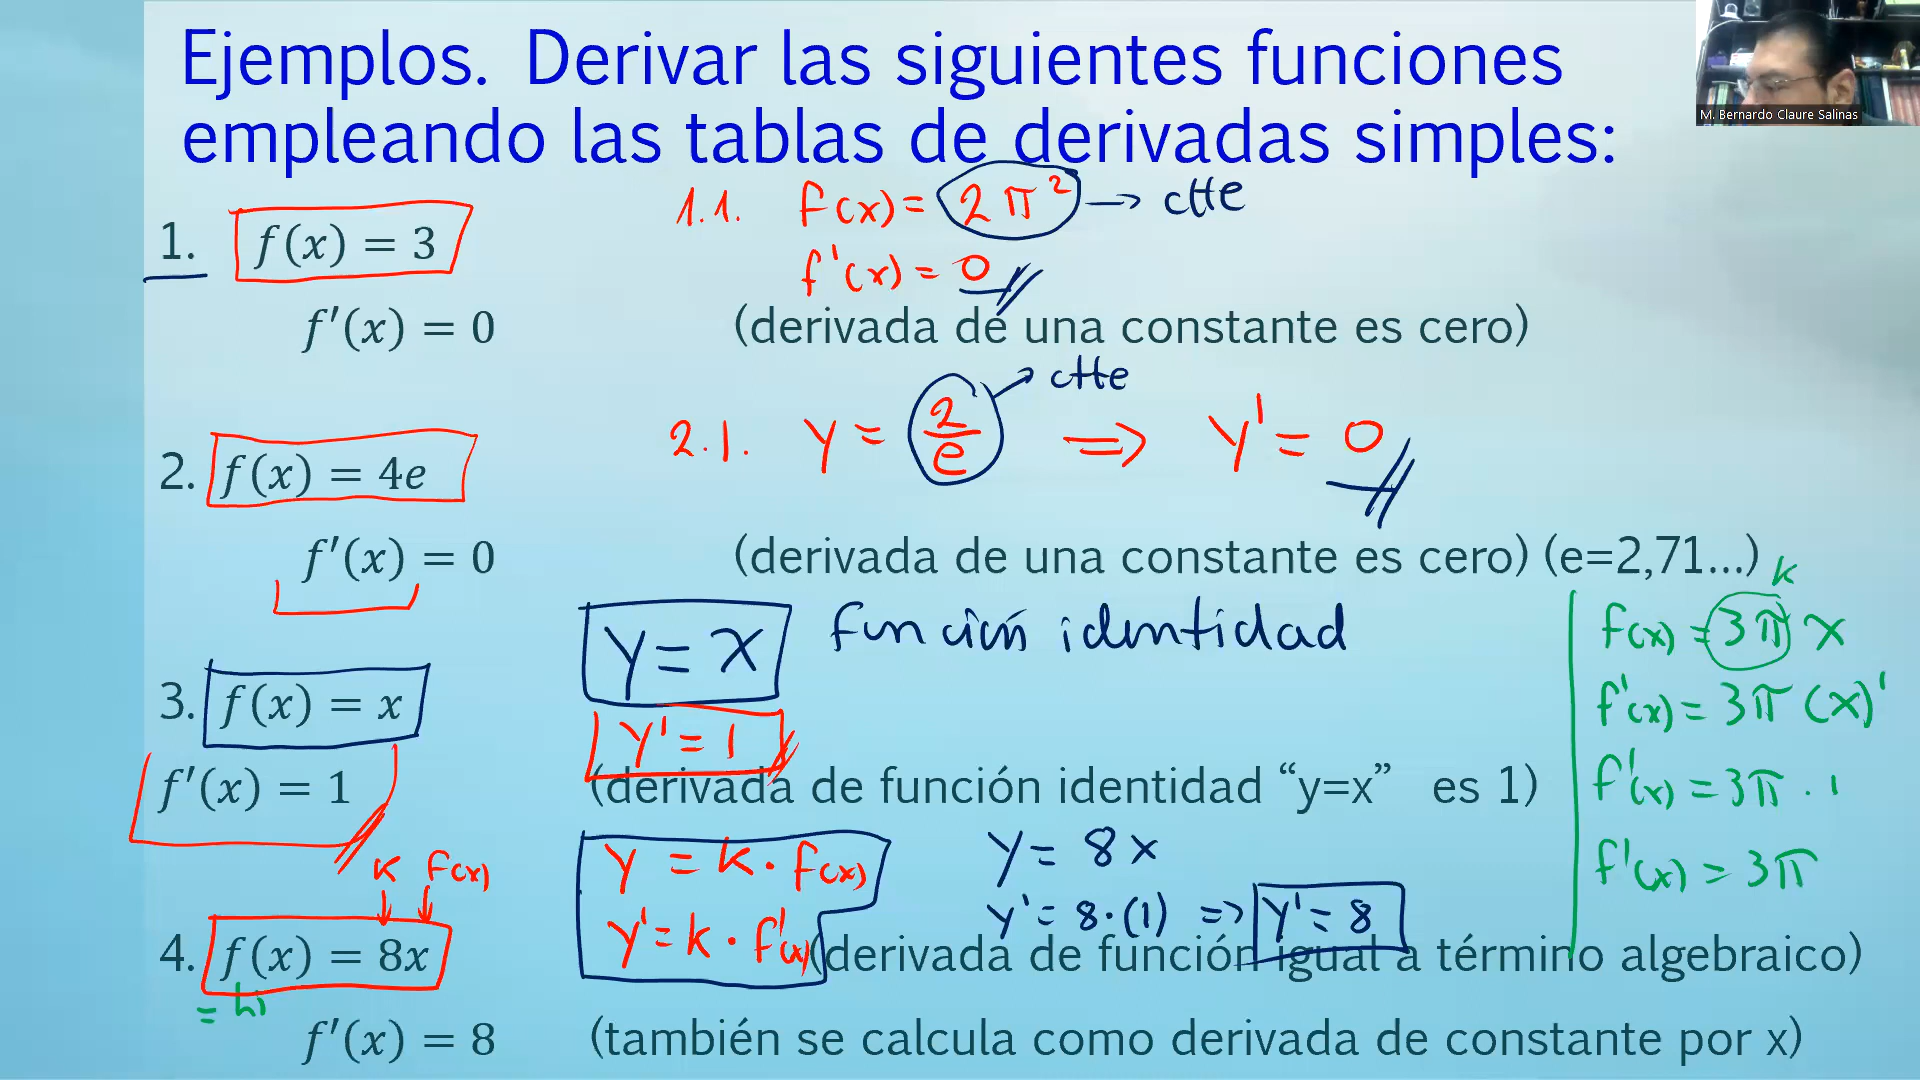 Ejemplos. Derivar las siguientes funciones
empleando las tablas de derivadas simples:
M. Bernardo Claure Salinas
1.1. f(x) = 2π² → ctte
1. f(x) = 3
f'(x) = 0
f′(x) = 0 (derivada de una constante es cero)
ctte
2.1. y = 2/e ⇒ y' = 0
2. f(x) = 4e
f′(x) = 0 (derivada de una constante es cero) (e=2,71...)
k
f(x) = 3π x
y = x función identidad
3. f(x) = x
f'(x) = 3π (x)'
y' = 1
f′(x) = 1 (derivada de función identidad “y=x” es 1)
f'(x) = 3π . 1
k f(x)
y = k . f(x)
y = 8x
f'(x) = 3π
y' = k . f'(x)
y' = 8 . (1) ⇒ y' = 8
4. f(x) = 8x (derivada de función igual a término algebraico)
f′(x) = 8 (también se calcula como derivada de constante por x)